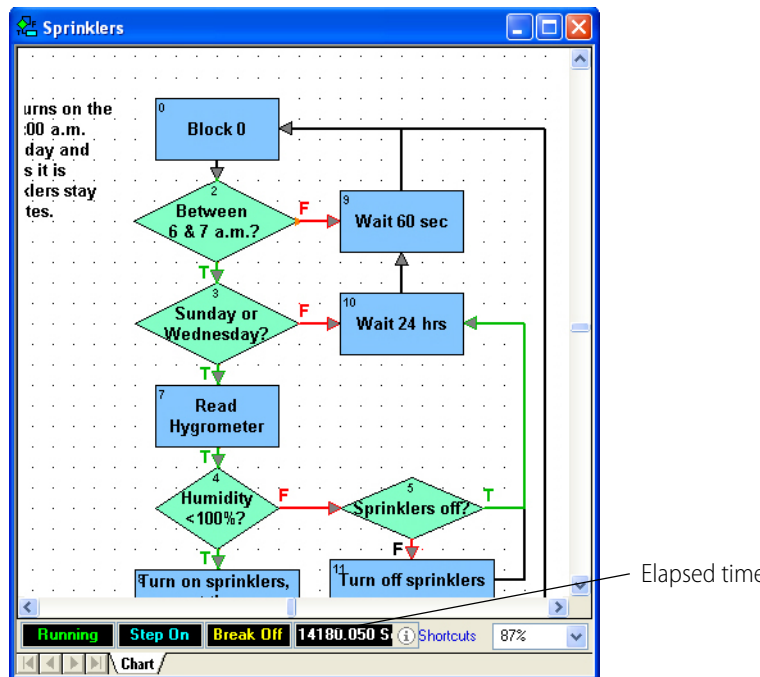 Sprinklers
urns on the
:00 a.m.
day and
s it is
lers stay
tes.
0
Block 0
2
Between
6 & 7 a.m.?
F
9
Wait 60 sec
T
3
Sunday or
Wednesday?
F
10
Wait 24 hrs
T
7
Read
Hygrometer
T
4
Humidity
<100%?
F
5
Sprinklers off?
T
T
F
8
Turn on sprinklers,
11
Turn off sprinklers
Elapsed time
Running
Step On
Break Off
14180.050 S
Shortcuts
87%
Chart